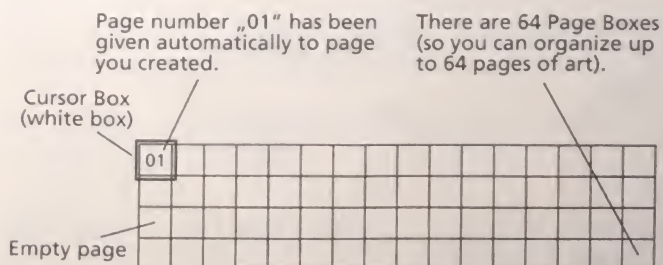 Page number „01" has been
given automatically to page
you created.
There are 64 Page Boxes
(so you can organize up
to 64 pages of art).
Cursor Box
(white box)
01
Empty page